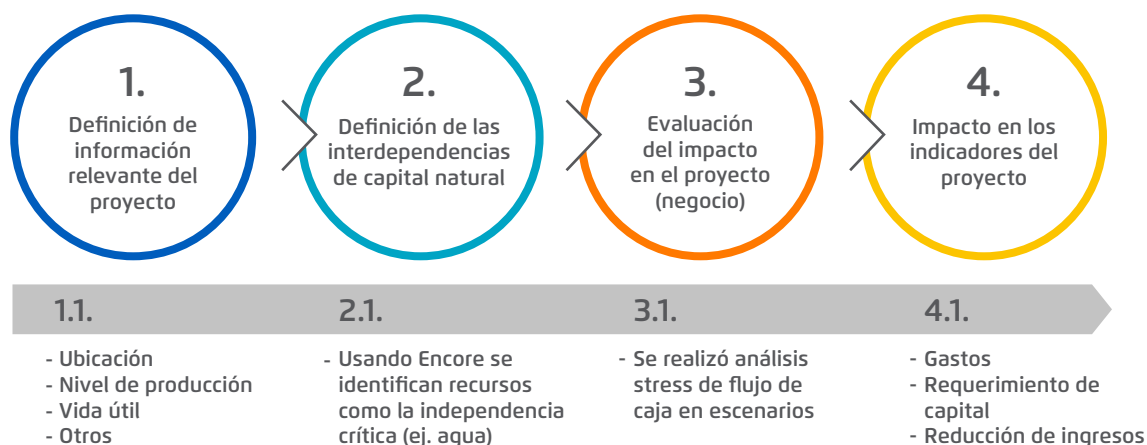 1.
Definición de
información
relevante del
proyecto
2.
Definición de las
interdependencias
de capital natural
3.
Evaluación
del impacto
en el proyecto
(negocio)
4.
Impacto en los
indicadores del
proyecto
1.1.
- Ubicación
- Nivel de producción
- Vida útil
- Otros
2.1.
- Usando Encore se
identifican recursos
como la independencia
crítica (ej. agua)
3.1.
- Se realizó análisis
stress de flujo de
caja en escenarios
4.1.
- Gastos
- Requerimiento de
capital
- Reducción de ingresos